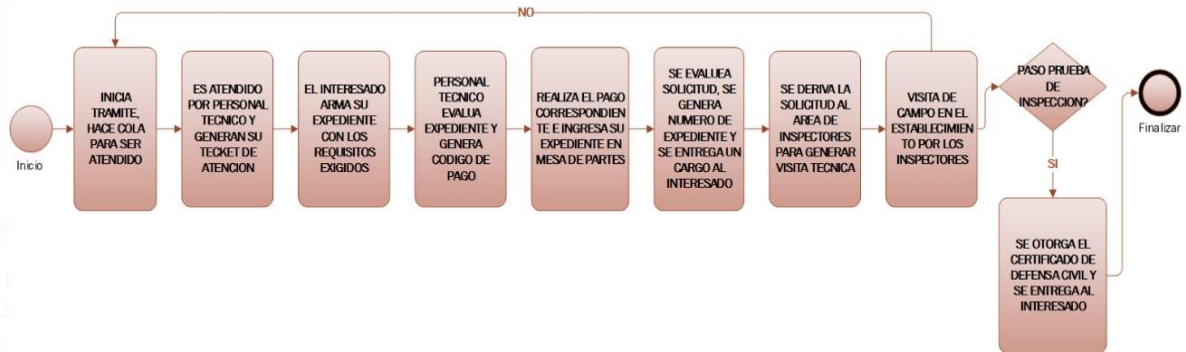 NO
Inicio
INICIA
TRAMITE,
HACE COLA
PARA SER
ATENDIDO
ES ATENDIDO
POR PERSONAL
TECNICO Y
GENERAN SU
TECKET DE
ATENCION
EL INTERESADO
ARMA SU
EXPEDIENTE
CON LOS
REQUISITOS
EXIGIDOS
PERSONAL
TECNICO
EVALUA
EXPEDIENTE Y
GENERA
CODIGO DE
PAGO
REALIZA EL PAGO
CORRESPONDIEN
TE E INGRESA SU
EXPEDIENTE EN
MESA DE PARTES
SE EVALUEA
SOLICITUD, SE
GENERA
NUMERO DE
EXPEDIENTE Y
SE ENTREGA UN
CARGO AL
INTERESADO
SE DERIVA LA
SOLICITUD AL
AREA DE
INSPECTORES
PARA GENERAR
VISITA TECNICA
VISITA DE
CAMPO EN EL
ESTABLECIMIEN
TO POR LOS
INSPECTORES
PASO PRUEBA
DE
INSPECCION?
SI
SE OTORGA EL
CERTIFICADO DE
DEFENSA CIVIL Y
SE ENTREGA AL
INTERESADO
Finalizar